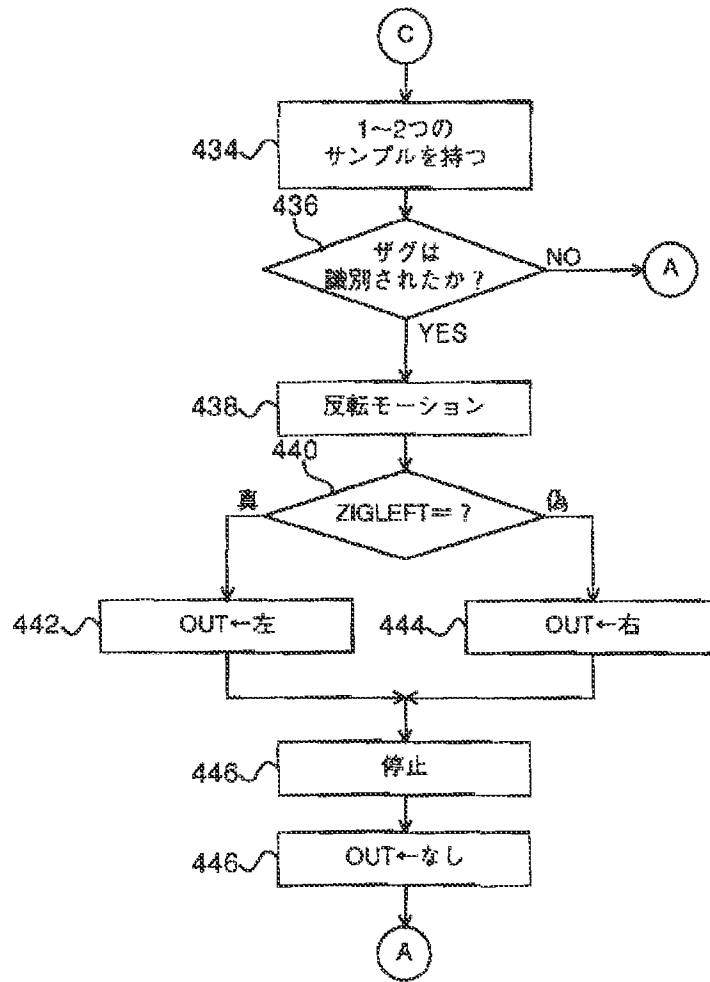 C
434
1~2つの
サンプルを持つ
436
ザグは
識別されたか？
NO
A
YES
438
反転モーション
440
真
ZIGLEFT=？
偽
442
OUT←左
444
OUT←右
446
停止
446
OUT←なし
A